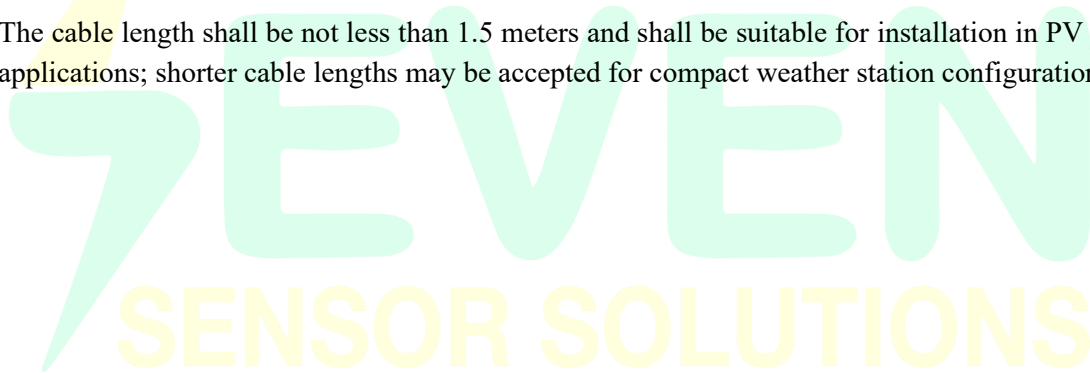 The cable length shall be not less than 1.5 meters and shall be suitable for installation in PV
applications; shorter cable lengths may be accepted for compact weather station configuration
SEVEN
SENSOR SOLUTIONS